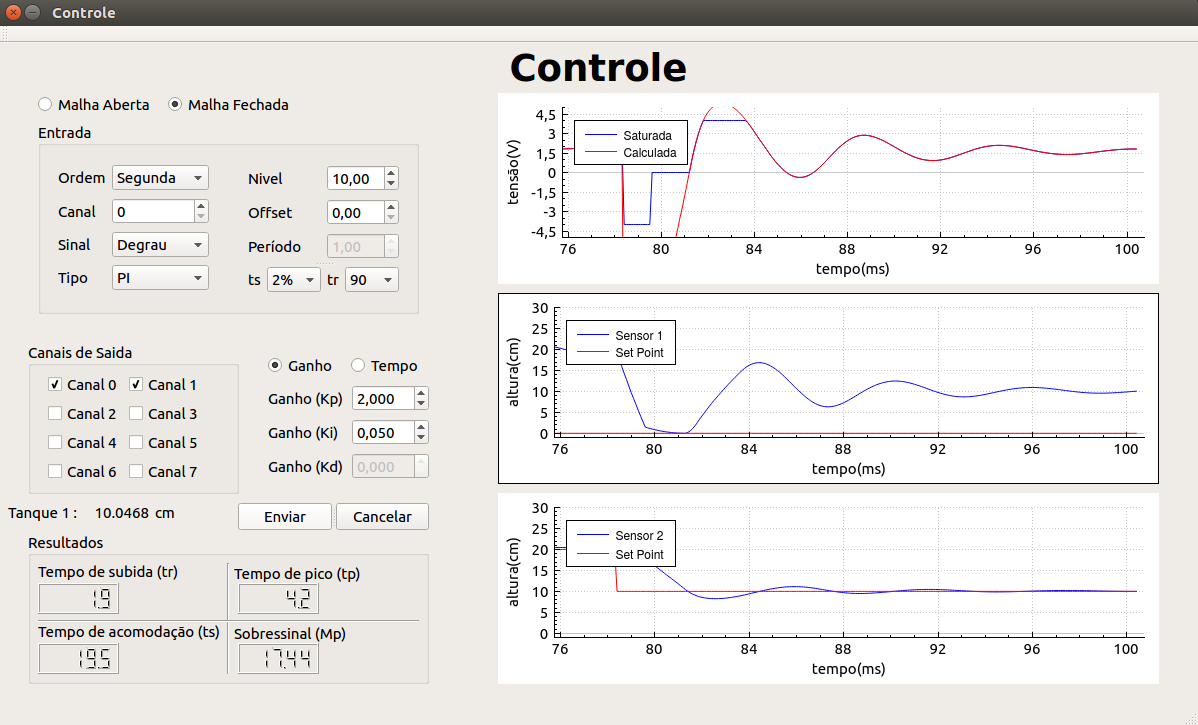 Controle
Controle
Malha Aberta Malha Fechada
Entrada
Ordem Segunda Nivel 10,00
Canal 0 Offset 0,00
Sinal Degrau Período 1,00
Tipo PI ts 2% tr 90
Canais de Saida
Canal 0 Canal 1
Canal 2 Canal 3
Canal 4 Canal 5
Canal 6 Canal 7
Ganho Tempo
Ganho (Kp) 2,000
Ganho (Ki) 0,050
Ganho (Kd) 0,000
Tanque 1 : 10.0468 cm
Enviar Cancelar
Resultados
Tempo de subida (tr) Tempo de pico (tp)
1.9 4.2
Tempo de acomodação (ts) Sobressinal (Mp)
19.5 17.44
tensão(V)
4,5
3
1,5
0
-1,5
-3
-4,5
Saturada
Calculada
76 80 84 88 92 96 100
tempo(ms)
altura(cm)
30
25
20
15
10
5
0
Sensor 1
Set Point
76 80 84 88 92 96 100
tempo(ms)
altura(cm)
30
25
20
15
10
5
0
Sensor 2
Set Point
76 80 84 88 92 96 100
tempo(ms)